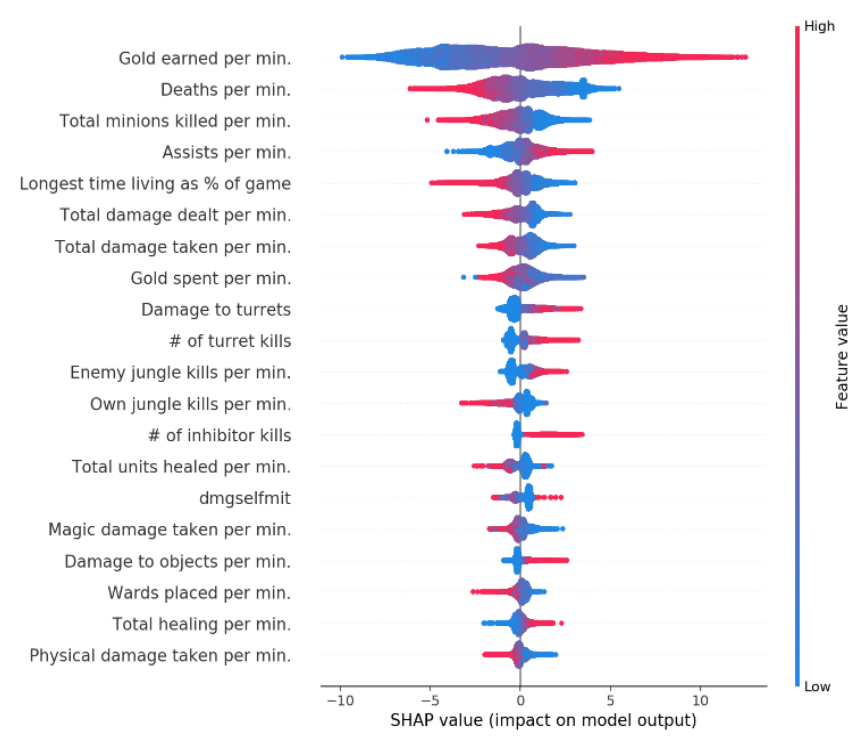 High
Gold earned per min.
Deaths per min.
Total minions killed per min.
Assists per min.
Longest time living as % of game
Total damage dealt per min.
Total damage taken per min.
Gold spent per min.
Damage to turrets
# of turret kills
Enemy jungle kills per min.
Own jungle kills per min.
# of inhibitor kills
Total units healed per min.
dmgselfmit
Magic damage taken per min.
Damage to objects per min.
Wards placed per min.
Total healing per min.
Physical damage taken per min.
Feature value
Low
−10 −5 0 5 10
SHAP value (impact on model output)